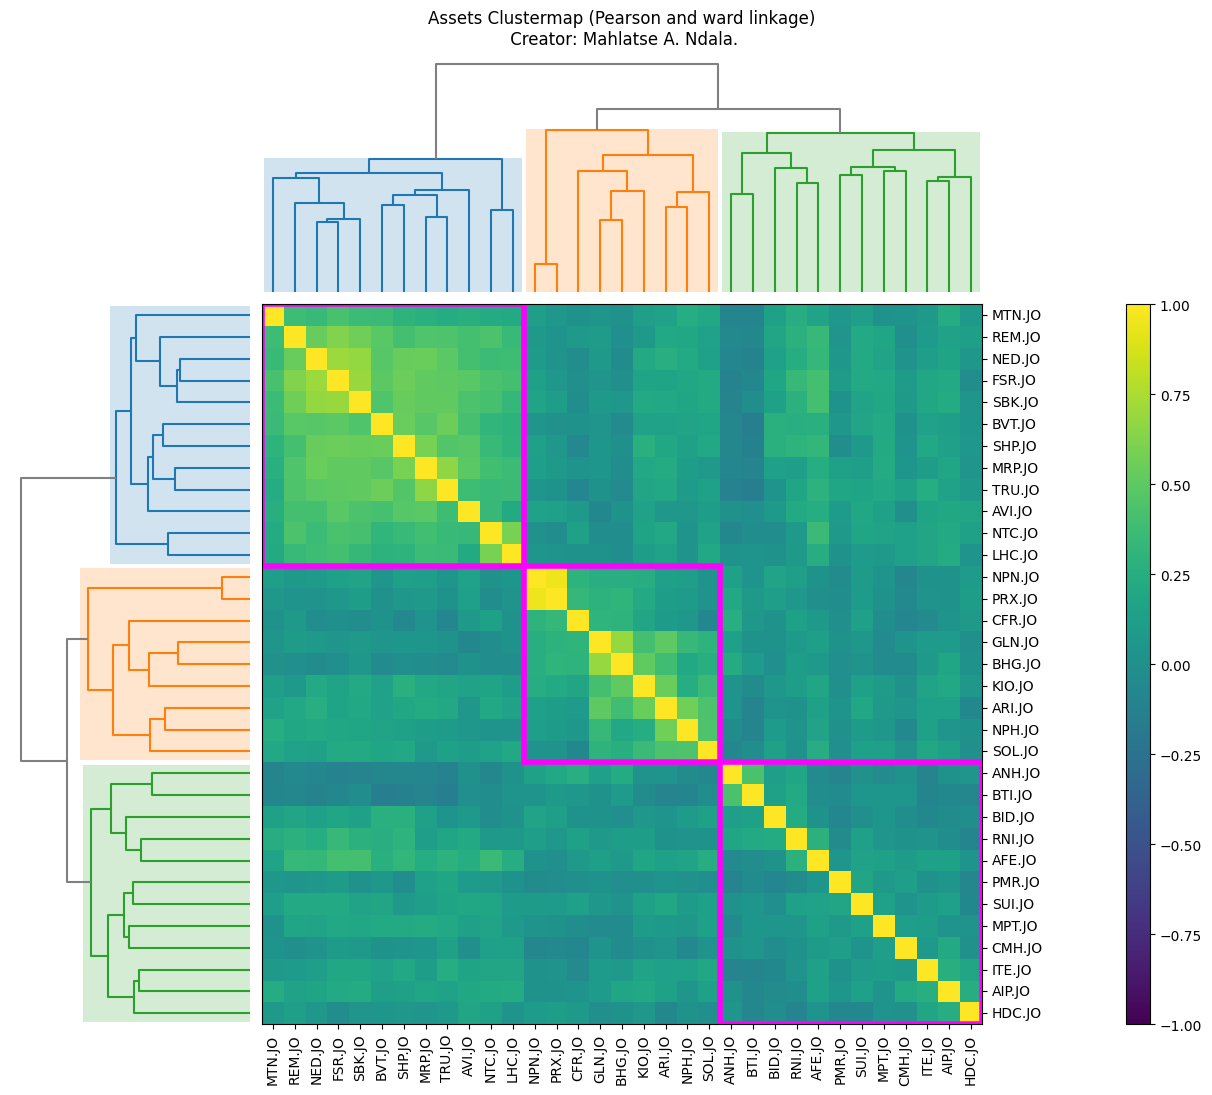 Assets Clustermap (Pearson and ward linkage)
Creator: Mahlatse A. Ndala.
MTN.JO
REM.JO
NED.JO
FSR.JO
SBK.JO
BVT.JO
SHP.JO
MRP.JO
TRU.JO
AVI.JO
NTC.JO
LHC.JO
NPN.JO
PRX.JO
CFR.JO
GLN.JO
BHG.JO
KIO.JO
ARI.JO
NPH.JO
SOL.JO
ANH.JO
BTI.JO
BID.JO
RNI.JO
AFE.JO
PMR.JO
SUI.JO
MPT.JO
CMH.JO
ITE.JO
AIP.JO
HDC.JO
1.00
0.75
0.50
0.25
0.00
−0.25
−0.50
−0.75
−1.00
MTN.JO
REM.JO
NED.JO
FSR.JO
SBK.JO
BVT.JO
SHP.JO
MRP.JO
TRU.JO
AVI.JO
NTC.JO
LHC.JO
NPN.JO
PRX.JO
CFR.JO
GLN.JO
BHG.JO
KIO.JO
ARI.JO
NPH.JO
SOL.JO
ANH.JO
BTI.JO
BID.JO
RNI.JO
AFE.JO
PMR.JO
SUI.JO
MPT.JO
CMH.JO
ITE.JO
AIP.JO
HDC.JO